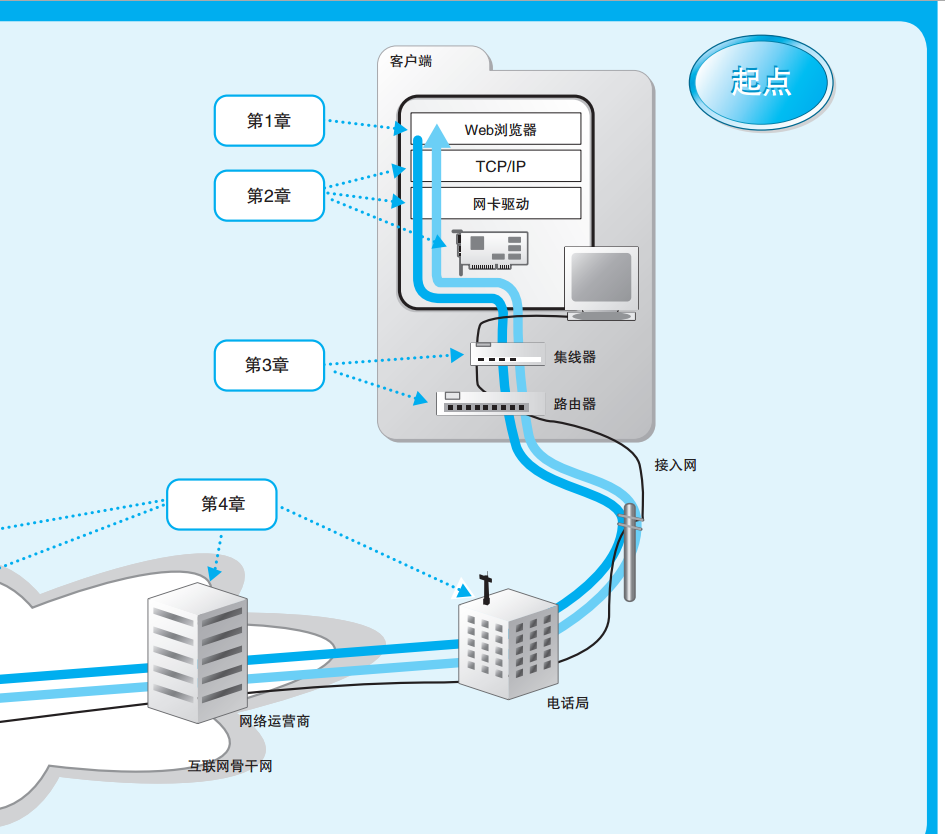 客户端
起点
第1章
Web浏览器
TCP/IP
第2章
网卡驱动
第3章
集线器
路由器
接入网
第4章
电话局
网络运营商
互联网骨干网